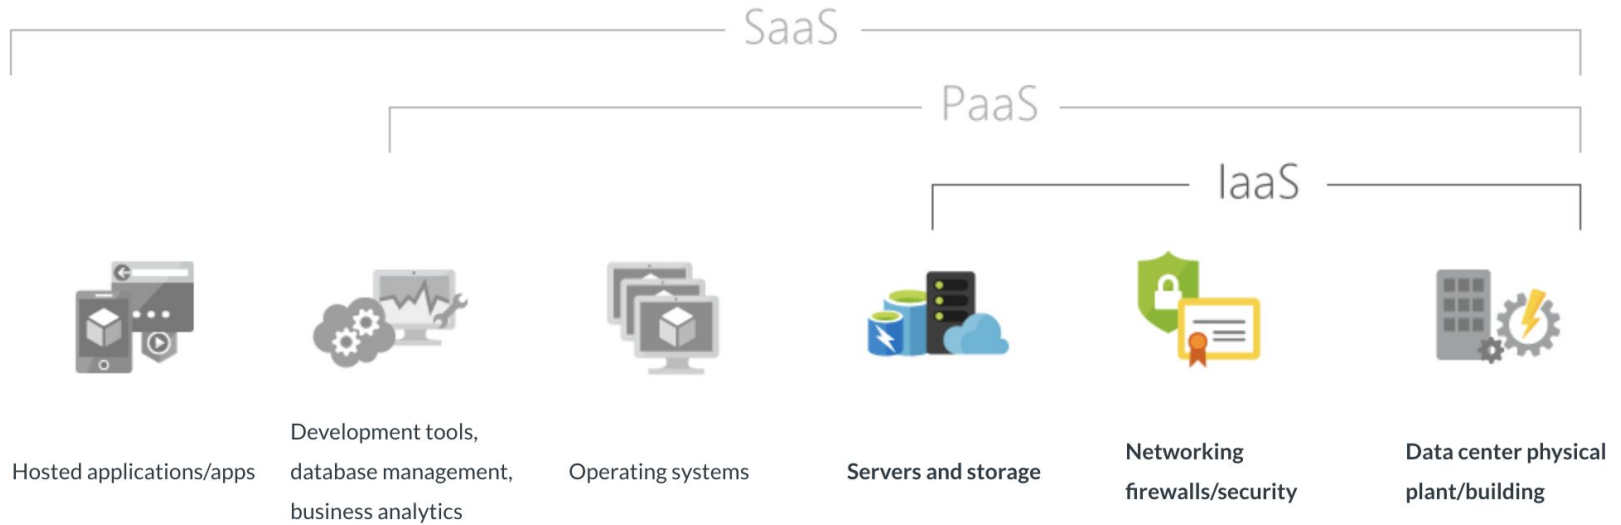 SaaS
PaaS
IaaS
Hosted applications/apps
Development tools,
database management,
business analytics
Operating systems
Servers and storage
Networking
firewalls/security
Data center physical
plant/building